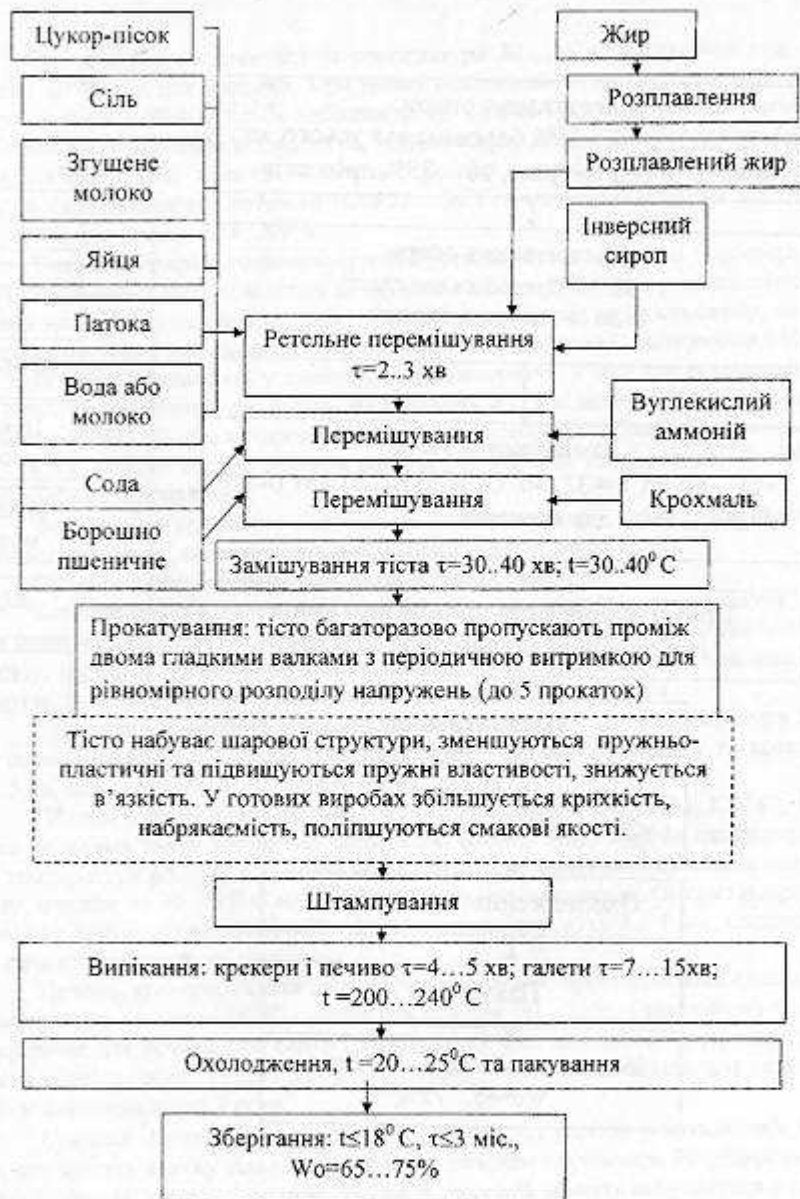 Цукор-пісок
Сіль
Згущене
молоко
Яйця
Патока
Вода або
молоко
Сода
Борошно
пшеничне
Жир
Розплавлення
Розплавлений жир
Інверсний
сироп
Ретельне перемішування
τ=2..3 хв
Перемішування
Вуглекислий
аммоній
Перемішування
Крохмаль
Замішування тіста τ=30..40 хв; t=30..40⁰ С
Прокатування: тісто багаторазово пропускають проміж
двома гладкими валками з періодичною витримкою для
рівномірного розподілу напружень (до 5 прокаток)
Тісто набуває шарової структури, зменшуються пружньо-
пластичні та підвищуються пружні властивості, знижується
в’язкість. У готових виробах збільшується крихкість,
набрякаємість, поліпшуються смакові якості.
Штампування
Випікання: крекери і печиво τ=4…5 хв; галети τ=7…15хв;
t =200…240⁰ С
Охолодження, t =20…25⁰С та пакування
Зберігання: t≤18⁰ С, τ≤3 міс.,
Wo=65…75%